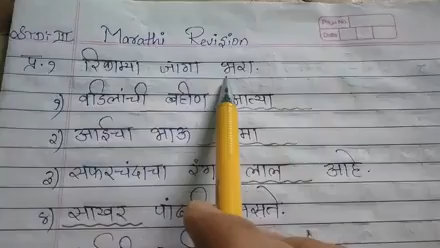 Std: III Marathi Revision
Page No.
Date
प्र.१ रिकाम्या जागा भरा.
१) वडिलांची बहीण आत्या
२) आईचा भाऊ मा
३) सफरचंदाचा रंग लाल आहे.
४) साखर